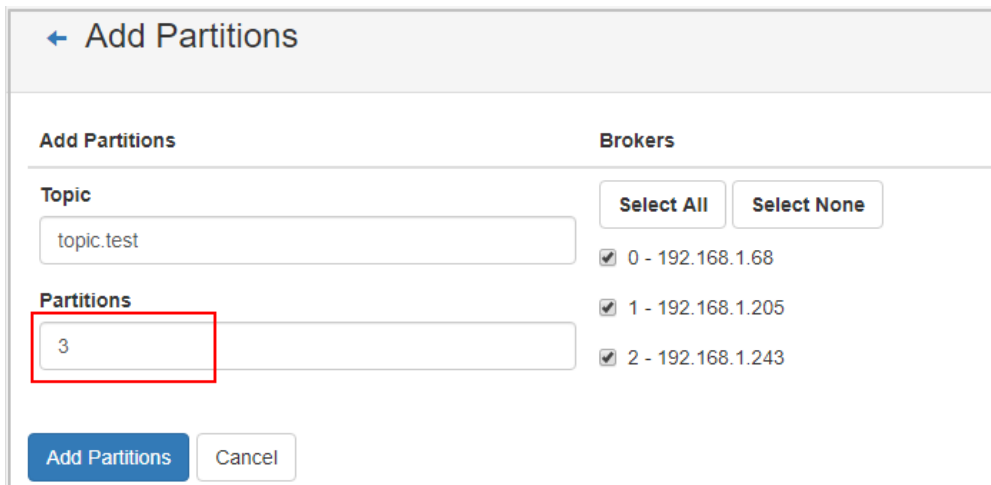 Add Partitions
Add Partitions
Brokers
Topic
Select All
Select None
topic.test
0 - 192.168.1.68
Partitions
1 - 192.168.1.205
3
2 - 192.168.1.243
Add Partitions
Cancel